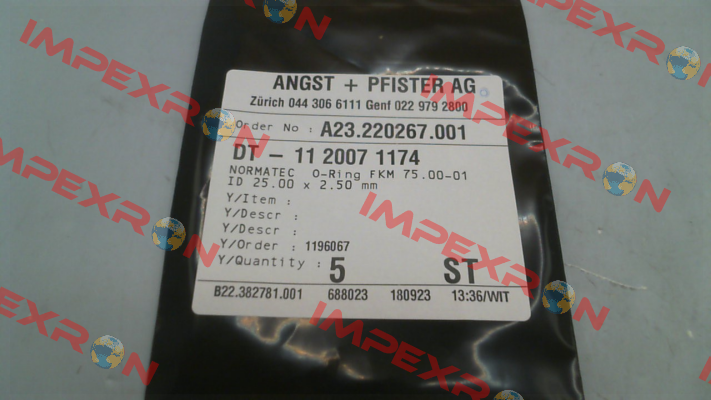 ANGST + PFISTER AG
Zürich 044 306 6111 Genf 022 979 2800
Order No : A23.220267.001
DT - 11 2007 1174
NORMATEC O-Ring FKM 75.00-01
ID 25.00 x 2.50 mm
Y/Item :
Y/Descr :
Y/Descr :
Y/Order : 1196067
Y/Quantity : 5 ST
B22.382781.001 688023 180923 13:36/WIT
IMPEXRON
IMPEXRON
IMPEXRON
IMPEXRON
IMPEXRON
IMPEXRON
IMPEXRON